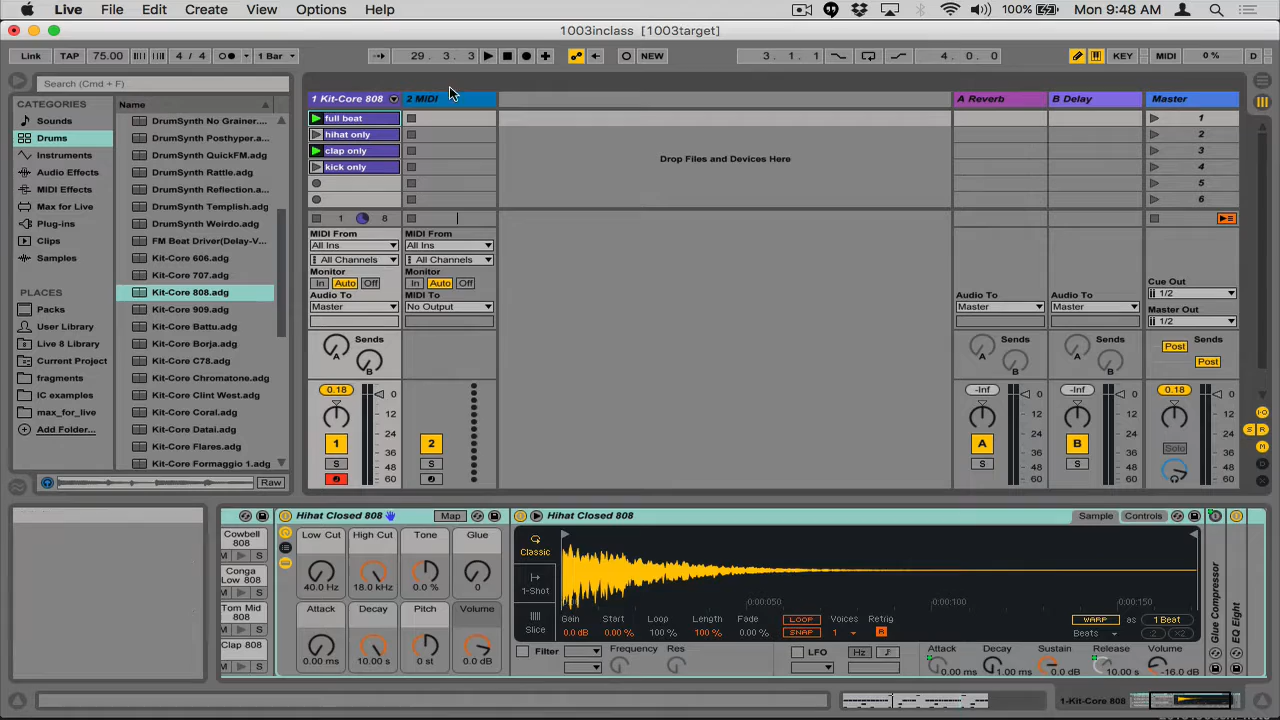 Live File Edit Create View Options Help 100% Mon 9:48 AM
1003inclass [1003target]
Link TAP 75.00 4 / 4 1 Bar 29. 3. 3 NEW 3. 1. 1 4. 0. 0 KEY MIDI 0 % D
Search (Cmd + F)
CATEGORIES
Sounds
Drums
Instruments
Audio Effects
MIDI Effects
Max for Live
Plug-ins
Clips
Samples
PLACES
Packs
User Library
Live 8 Library
Current Project
fragments
IC examples
max_for_live
Add Folder...
Name
DrumSynth No Grainer....
DrumSynth Posthyper.a...
DrumSynth QuickFM.adg
DrumSynth Rattle.adg
DrumSynth Reflection.a...
DrumSynth Templish.adg
DrumSynth Weirdo.adg
FM Beat Driver(Delay-V...
Kit-Core 606.adg
Kit-Core 707.adg
Kit-Core 808.adg
Kit-Core 909.adg
Kit-Core Battu.adg
Kit-Core Borja.adg
Kit-Core C78.adg
Kit-Core Chromatone.adg
Kit-Core Clint West.adg
Kit-Core Coral.adg
Kit-Core Datai.adg
Kit-Core Flares.adg
Kit-Core Formaggio 1.adg
Raw
1 Kit-Core 808
full beat
hihat only
clap only
kick only
1 8
MIDI From
All Ins
All Channels
Monitor
In Auto Off
Audio To
Master
Sends
A
B
0.18
0
12
24
36
48
60
1
S
2 MIDI
MIDI From
All Ins
All Channels
Monitor
In Auto Off
MIDI To
No Output
2
S
Drop Files and Devices Here
A Reverb
Audio To
Master
Sends
A
B
-Inf
0
12
24
36
48
60
A
S
B Delay
Audio To
Master
Sends
A
B
-Inf
0
12
24
36
48
60
B
S
Master
1
2
3
4
5
6
Cue Out
1/2
Master Out
1/2
Sends
Post
Post
0.18
0
12
24
36
48
60
Solo
Cowbell 808
M S
Conga Low 808
M S
Tom Mid 808
M S
Clap 808
M S
Hihat Closed 808 Map
Low Cut High Cut Tone Glue
40.0 Hz 18.0 kHz 0.0 % 0
Attack Decay Pitch Volume
0.00 ms 10.00 s 0 st 0.0 dB
Hihat Closed 808 Sample Controls
Classic
1-Shot
Slice
0:00:050 0:00:100 0:00:150
Gain Start Loop Length Fade LOOP Voices Retrig WARP as 1 Beat
0.0 dB 0.00 % 100 % 100 % 0.00 % SNAP 1 R Beats :2 ×2
Filter Frequency Res LFO Hz Attack Decay Sustain Release Volume
0.00 ms 1.00 ms 0.0 dB 10.00 s -16.0 dB
Glue Compressor
EQ Eight
1-Kit-Core 808